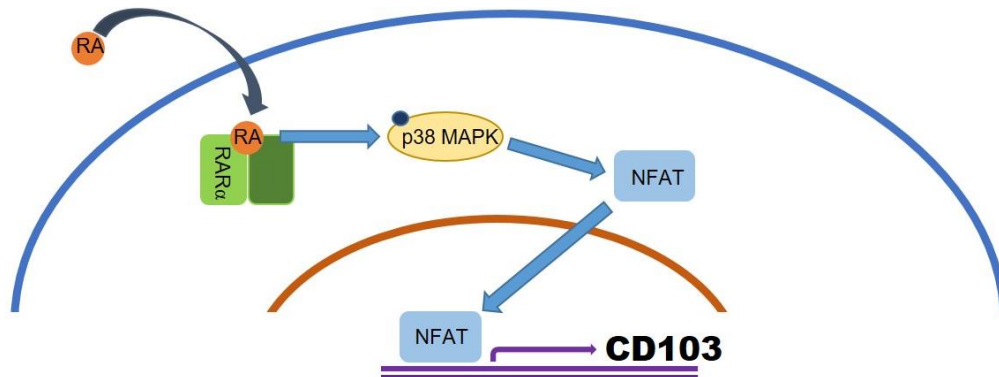 RA
RA
RARα
p38 MAPK
NFAT
NFAT
CD103